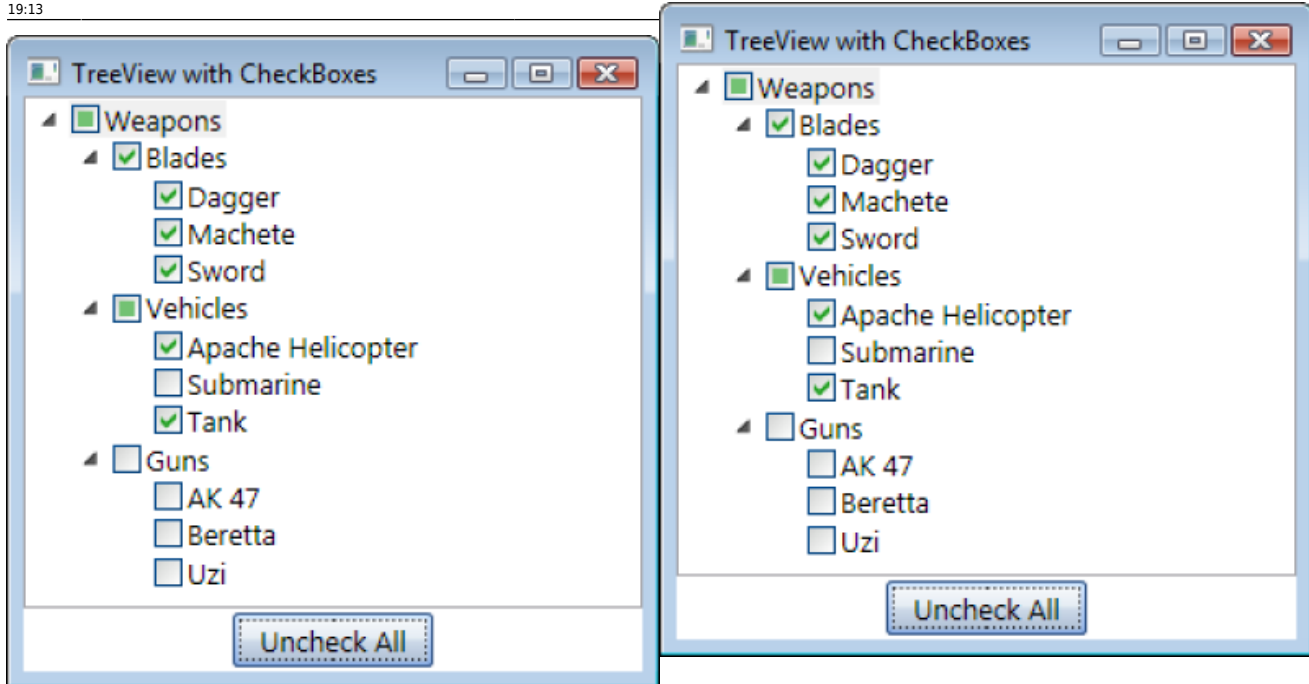 19:13
TreeView with CheckBoxes
Weapons
Blades
Dagger
Machete
Sword
Vehicles
Apache Helicopter
Submarine
Tank
Guns
AK 47
Beretta
Uzi
Uncheck All
TreeView with CheckBoxes
Weapons
Blades
Dagger
Machete
Sword
Vehicles
Apache Helicopter
Submarine
Tank
Guns
AK 47
Beretta
Uzi
Uncheck All